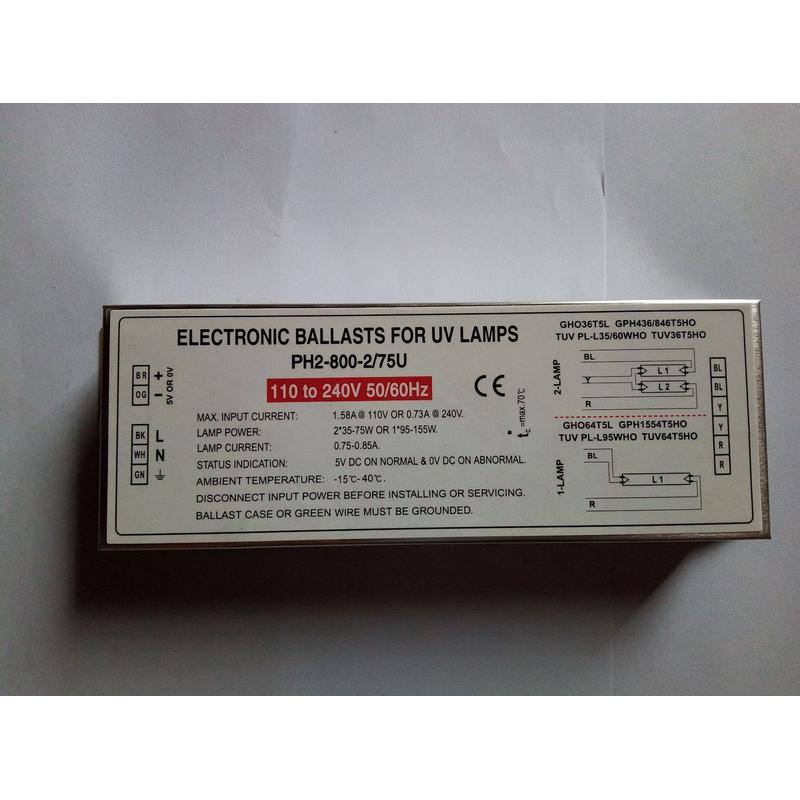 ELECTRONIC BALLASTS FOR UV LAMPS
PH2-800-2/75U
110 to 240V 50/60Hz
CE
tc =max.70℃
MAX. INPUT CURRENT: 1.58A@ 110V OR 0.73A @ 240V.
LAMP POWER: 2*35-75W OR 1*95-155W.
LAMP CURRENT: 0.75-0.85A.
STATUS INDICATION: 5V DC ON NORMAL & 0V DC ON ABNORMAL.
AMBIENT TEMPERATURE: -15℃- 40℃.
DISCONNECT INPUT POWER BEFORE INSTALLING OR SERVICING.
BALLAST CASE OR GREEN WIRE MUST BE GROUNDED.
BR +
OG −
5V OR 0V
BK L
WH N
GN
GHO36T5L GPH436/846T5HO
TUV PL-L35/60WHO TUV36T5HO
2-LAMP
BL
L 1
Y
L 2
R
GHO64T5L GPH1554T5HO
TUV PL-L95WHO TUV64T5HO
1-LAMP
BL
L 1
R
BL
BL
Y
Y
R
R